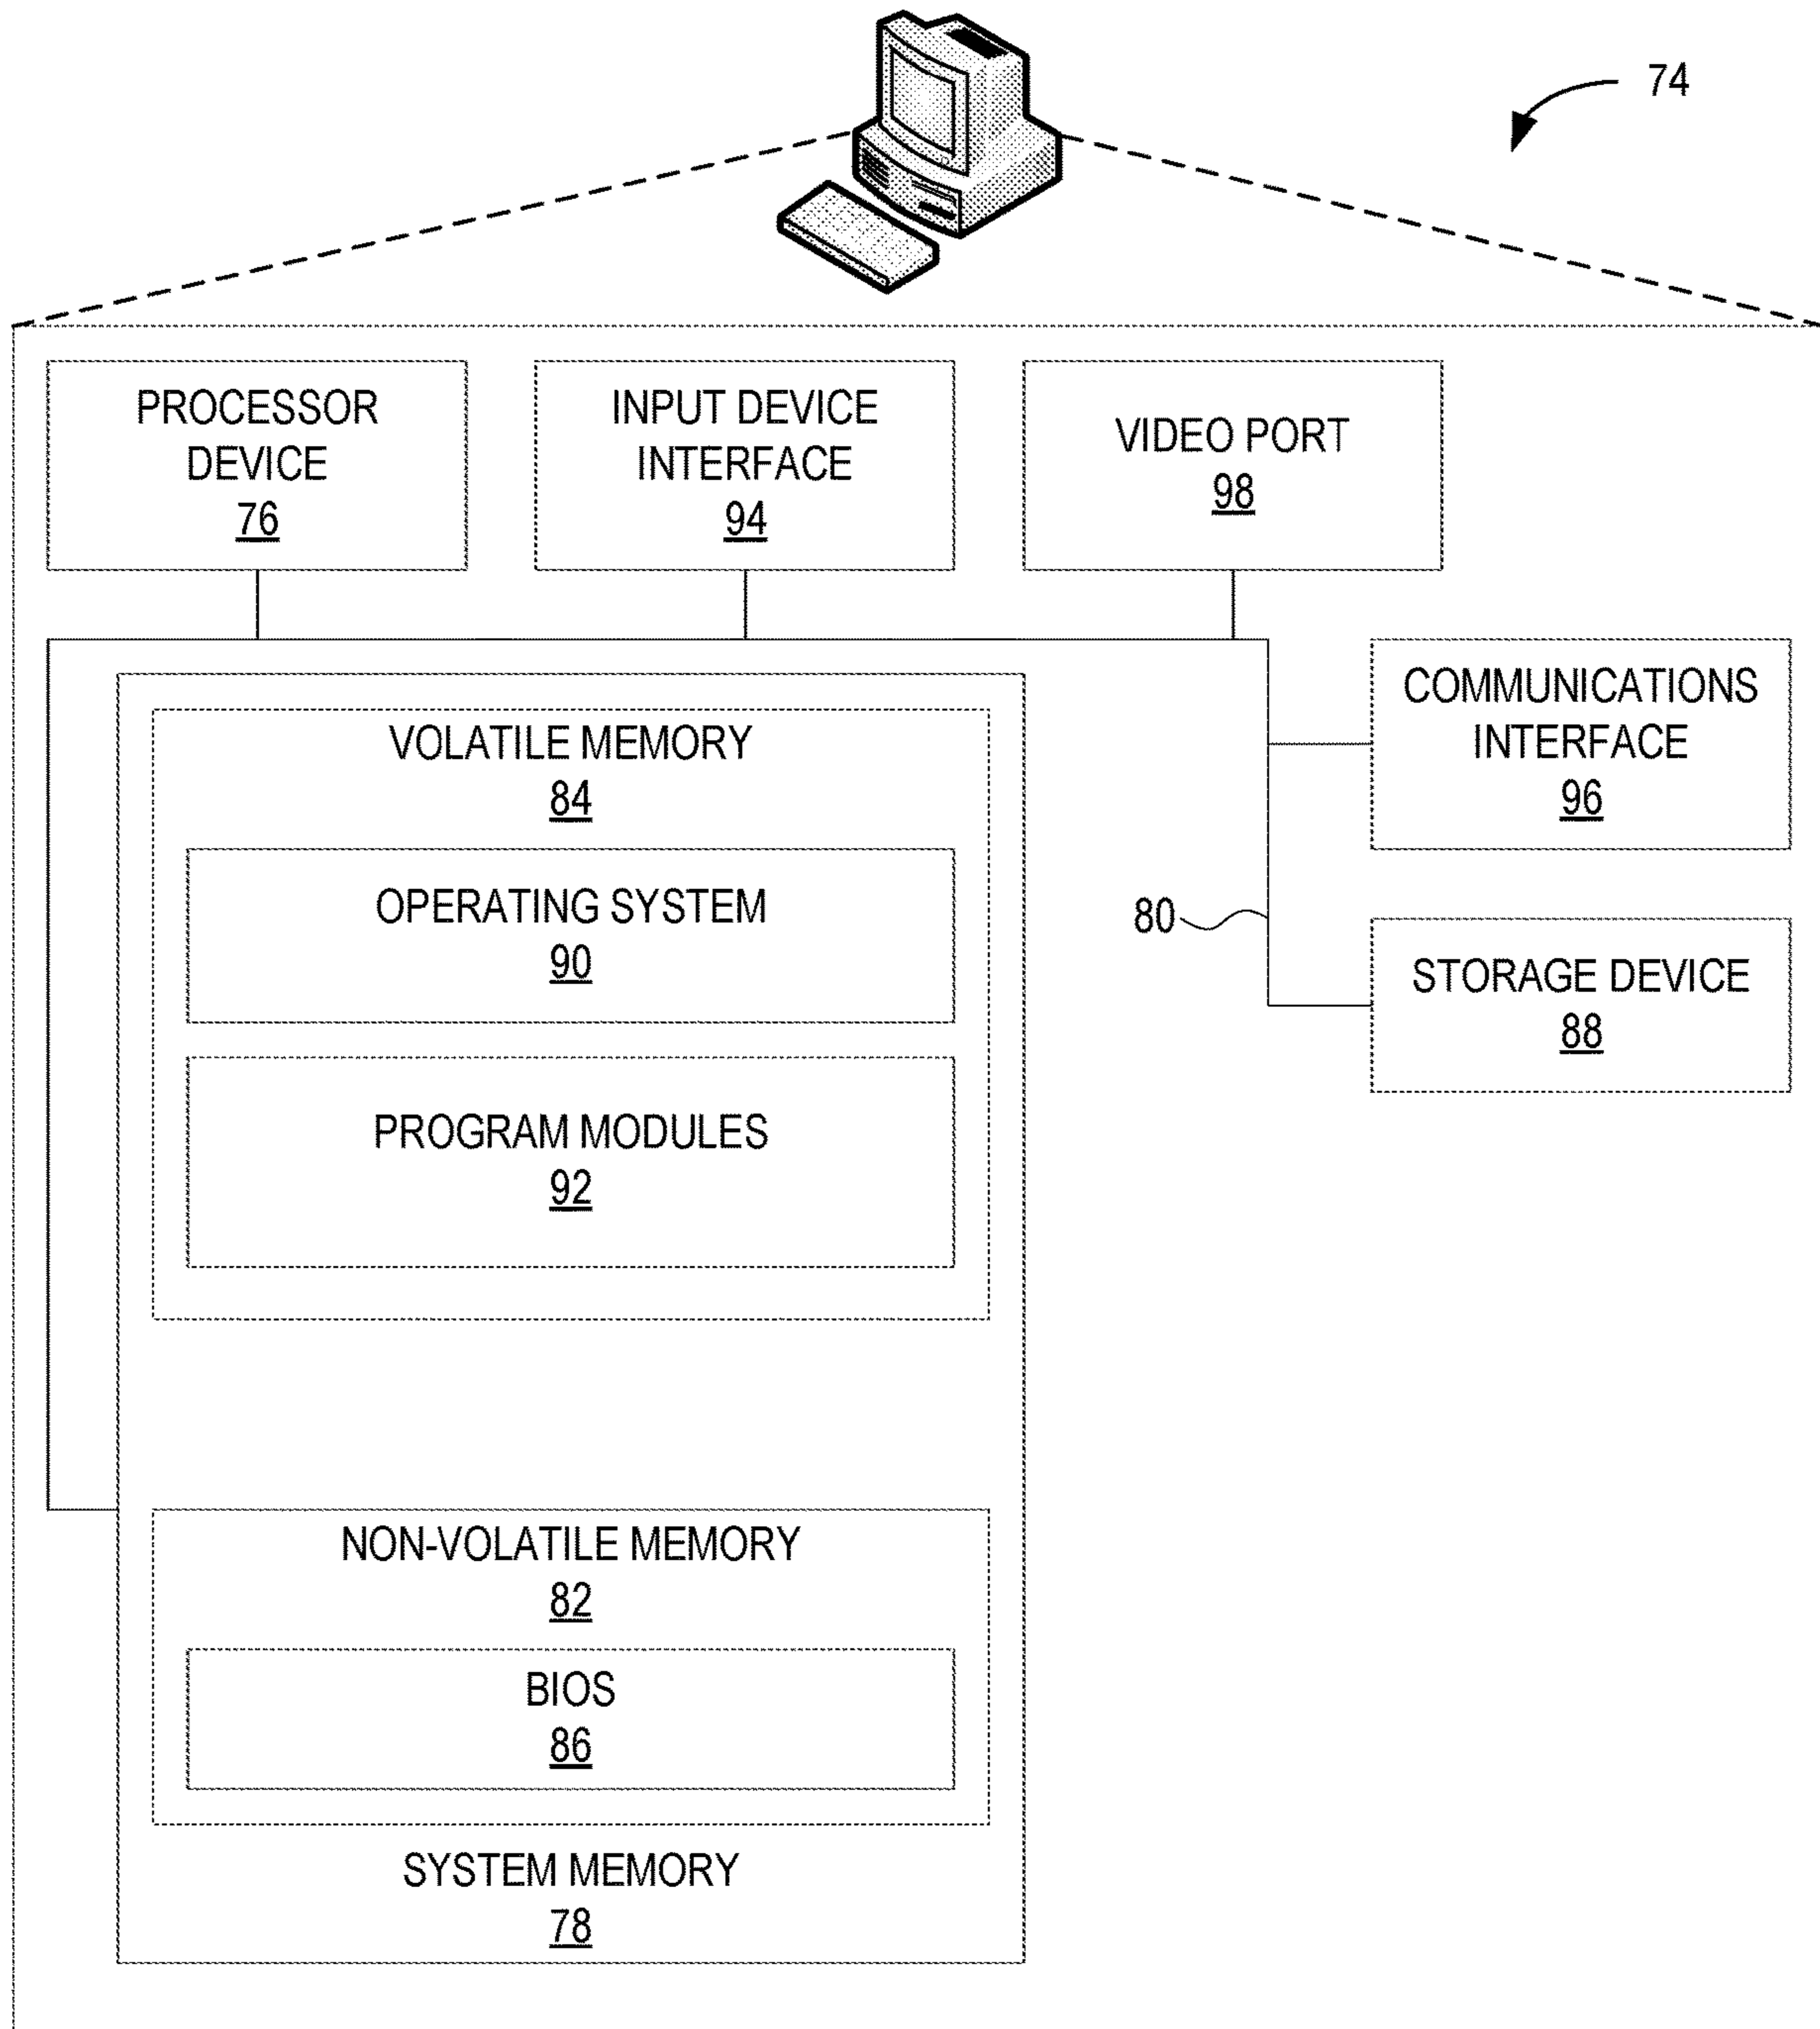 74
PROCESSOR
DEVICE
76
INPUT DEVICE
INTERFACE
94
VIDEO PORT
98
COMMUNICATIONS
INTERFACE
96
VOLATILE MEMORY
84
OPERATING SYSTEM
90
80
STORAGE DEVICE
88
PROGRAM MODULES
92
NON-VOLATILE MEMORY
82
BIOS
86
SYSTEM MEMORY
78